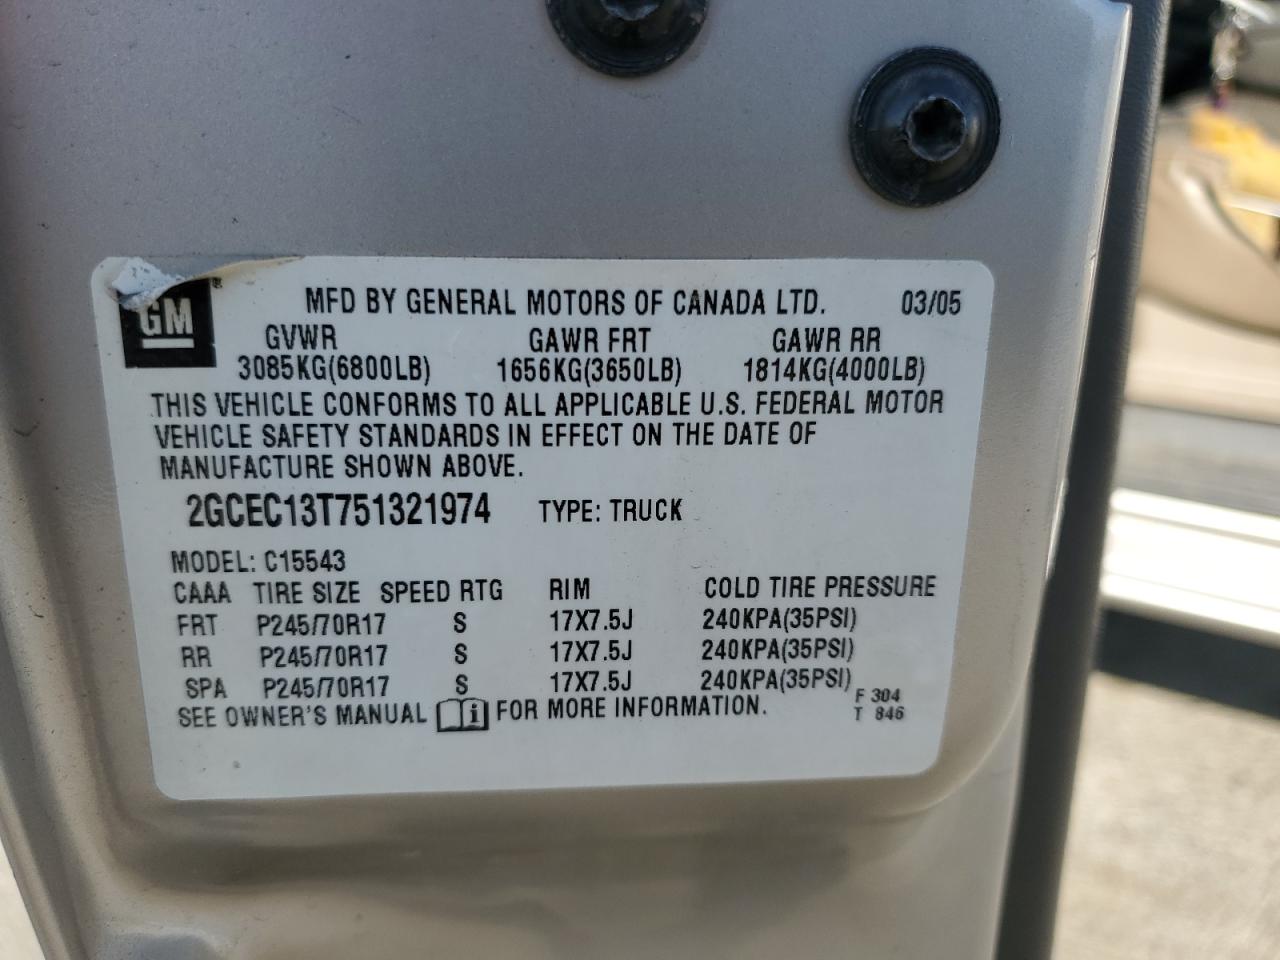 GM ® MFD BY GENERAL MOTORS OF CANADA LTD. 03/05
GVWR GAWR FRT GAWR RR
3085KG(6800LB) 1656KG(3650LB) 1814KG(4000LB)
THIS VEHICLE CONFORMS TO ALL APPLICABLE U.S. FEDERAL MOTOR
VEHICLE SAFETY STANDARDS IN EFFECT ON THE DATE OF
MANUFACTURE SHOWN ABOVE.
2GCEC13T751321974 TYPE: TRUCK
MODEL: C15543
CAAA TIRE SIZE SPEED RTG RIM COLD TIRE PRESSURE
FRT P245/70R17 S 17X7.5J 240KPA(35PSI)
RR P245/70R17 S 17X7.5J 240KPA(35PSI)
SPA P245/70R17 S 17X7.5J 240KPA(35PSI)
SEE OWNER'S MANUAL i FOR MORE INFORMATION.
F 304
T 846